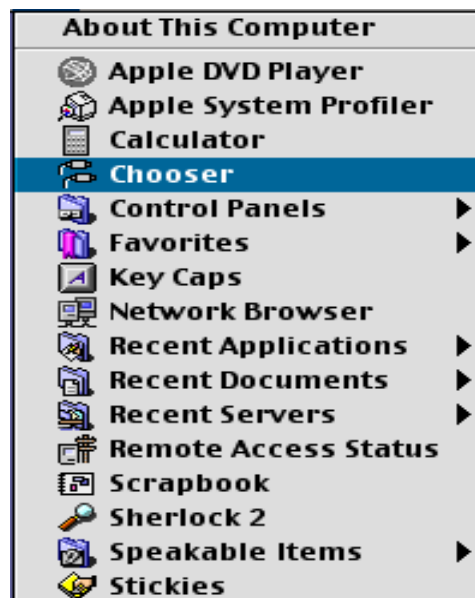 About This Computer
Apple DVD Player
Apple System Profiler
Calculator
Chooser
Control Panels
Favorites
Key Caps
Network Browser
Recent Applications
Recent Documents
Recent Servers
Remote Access Status
Scrapbook
Sherlock 2
Speakable Items
Stickies